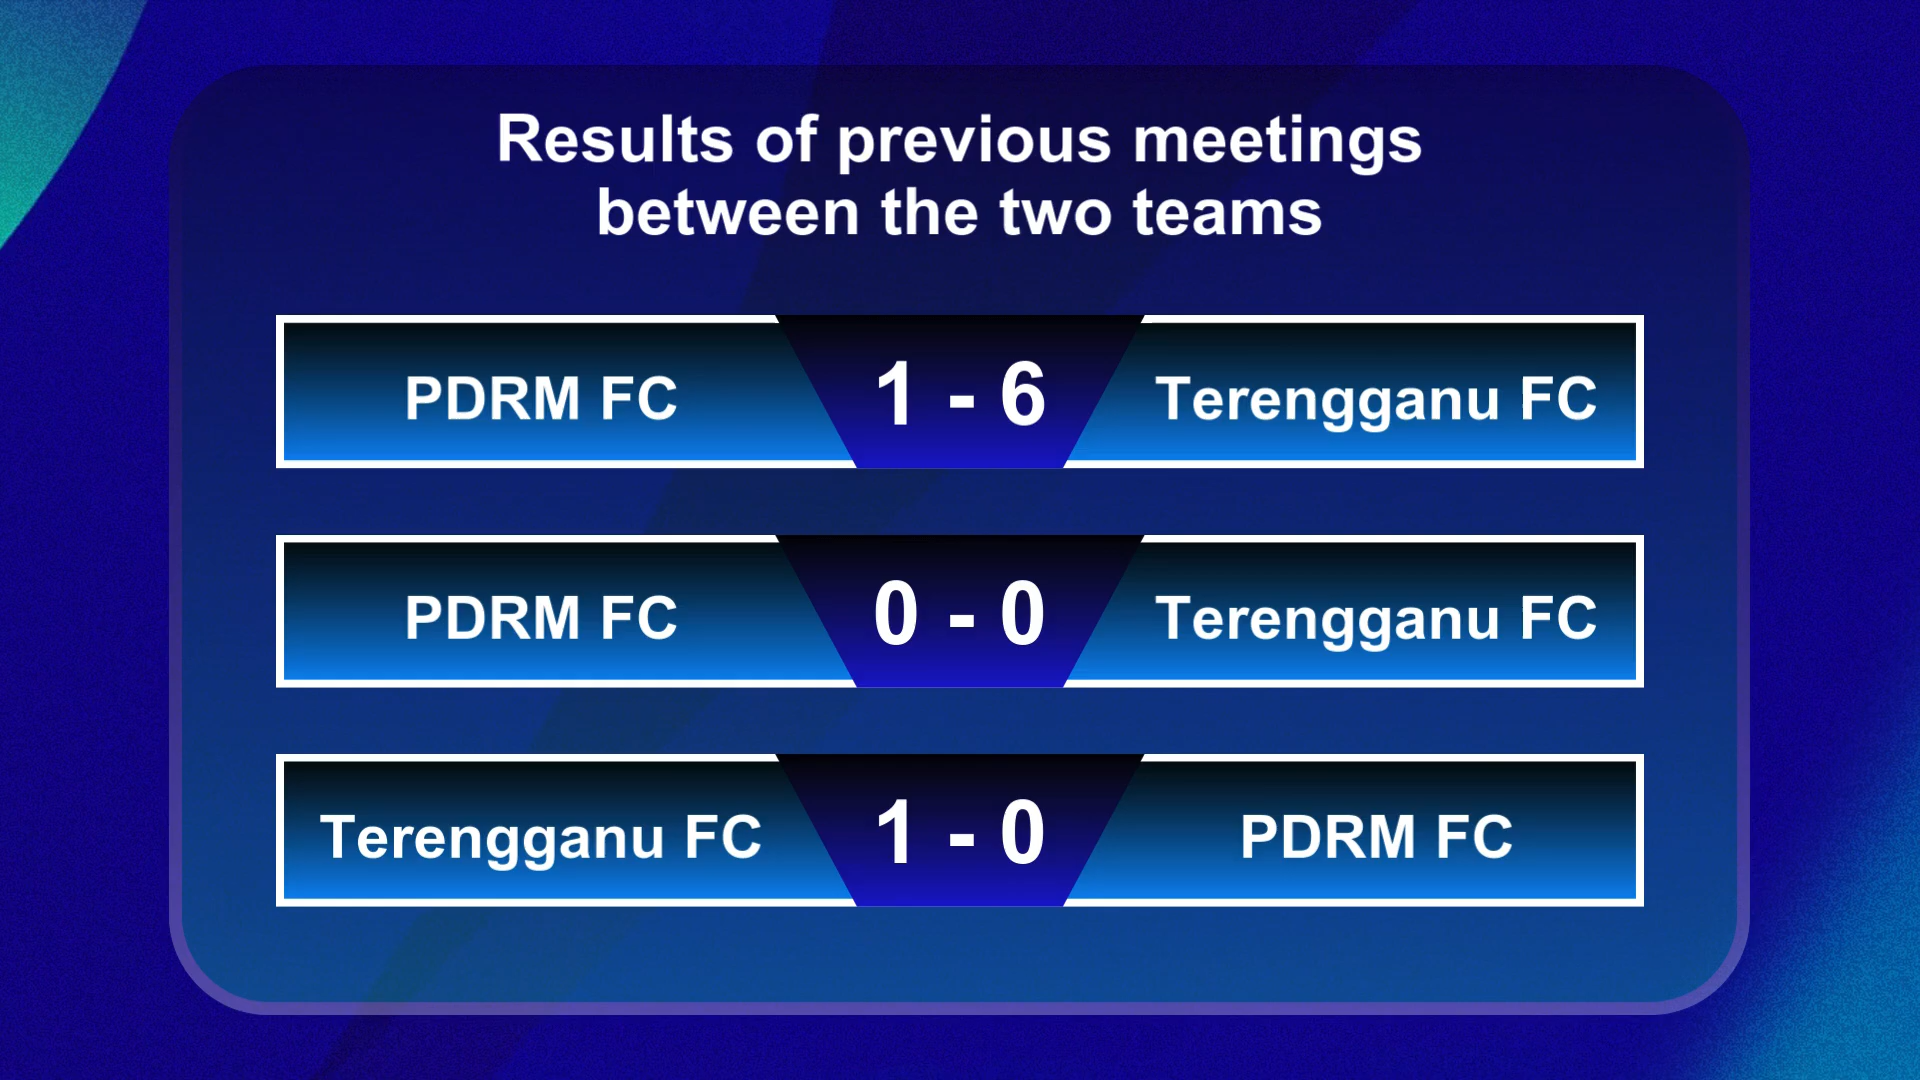 Results of previous meetings
between the two teams
PDRM FC 1 - 6 Terengganu FC
PDRM FC 0 - 0 Terengganu FC
Terengganu FC 1 - 0 PDRM FC